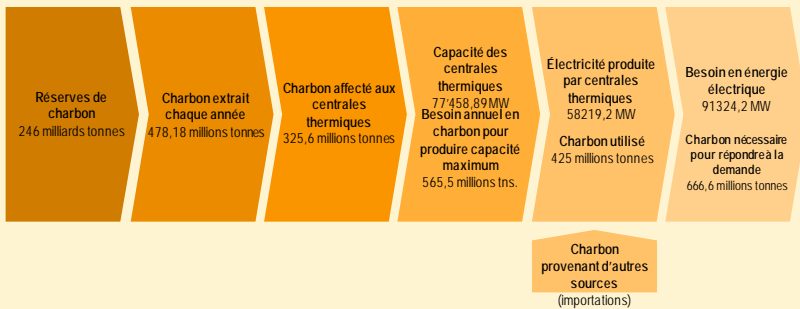 Réserves de
charbon
246 milliards tonnes
Charbon extrait
chaque année
478,18 millions tonnes
Charbon affecté aux
centrales
thermiques
325,6 millions tonnes
Capacité des
centrales
thermiques
77'458,89 MW
Besoin annuel en
charbon pour
produire capacité
maximum
565,5 millions tns.
Électricité produite
par centrales
thermiques
58219,2 MW
Charbon utilisé
425 millions tonnes
Besoin en énergie
électrique
91324,2 MW
Charbon nécessaire
pour répondre à la
demande
666,6 millions tonnes
Charbon
provenant d'autres
sources
(importations)